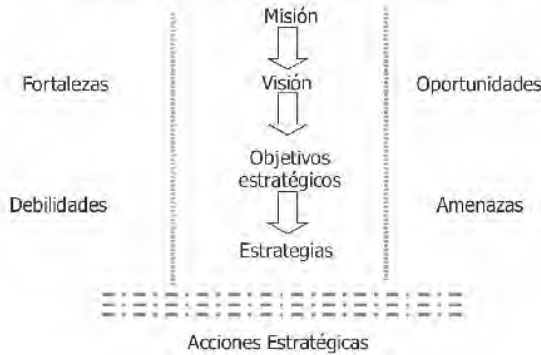 Misión
Fortalezas
Visión
Oportunidades
Objetivos
estratégicos
Debilidades
Amenazas
Estrategias
Acciones Estratégicas